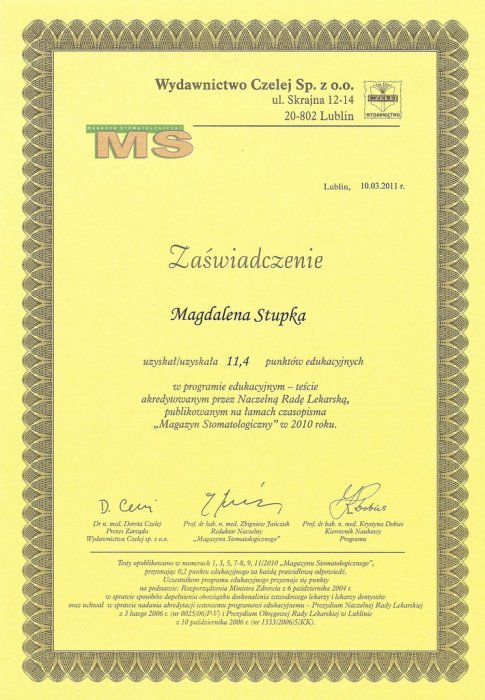 Wydawnictwo Czelej Sp. z o.o.
ul. Skrajna 12-14
20-802 Lublin
CZELEJ
WYDAWNICTWO
MAGAZYN STOMATOLOGICZNY
MS
Lublin, 10.03.2011 r.
Zaświadczenie
Magdalena Stupka
uzyskał/uzyskała 11,4 punktów edukacyjnych
w programie edukacyjnym – teście
akredytowanym przez Naczelną Radę Lekarską,
publikowanym na łamach czasopisma
„Magazyn Stomatologiczny” w 2010 roku.
Dr n. med. Dorota Czelej
Prezes Zarządu
Wydawnictwa Czelej sp. z o.o.
Prof. dr hab. n. med. Zbigniew Jańczuk
Redaktor Naczelny
„Magazynu Stomatologicznego”
Prof. dr hab. n. med. Krystyna Dobies
Kierownik Naukowy
Programu
Testy opublikowano w numerach 1, 3, 5, 7-8, 9, 11/2010 „Magazynu Stomatologicznego”,
przyznając 0,2 punktu edukacyjnego za każdą prawidłową odpowiedź.
Uczestnikom programu edukacyjnego przyznaje się punkty
na podstawie: Rozporządzenia Ministra Zdrowia z 6 października 2004 r.
w sprawie sposobów dopełnienia obowiązku doskonalenia zawodowego lekarzy i lekarzy dentystów
oraz uchwał w sprawie nadania akredytacji testowemu programowi edukacyjnemu – Prezydium Naczelnej Rady Lekarskiej
z 3 lutego 2006 r. (nr 0025/06/P-V) i Prezydium Okręgowej Rady Lekarskiej w Lublinie
z 10 października 2006 r. (nr 1333/2006/5/KK).